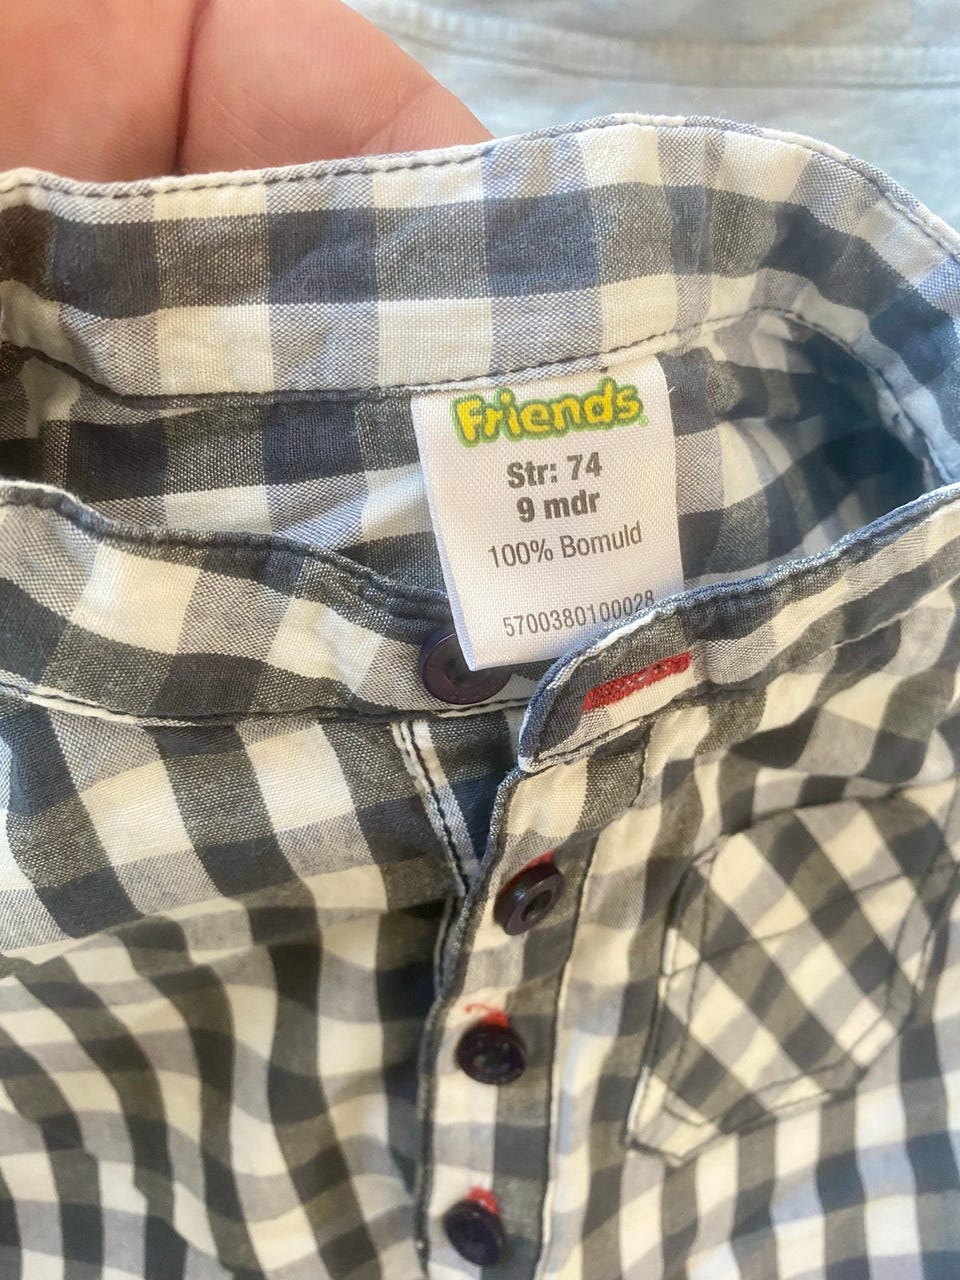 Friends
Str: 74
9 mdr
100% Bomuld
5700380100028